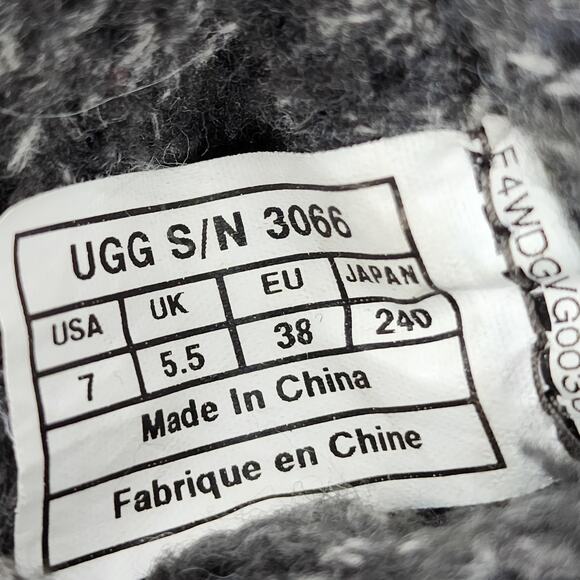 UGG S/N 3066
USA UK EU JAPAN
7 5.5 38 240
Made In China
Fabrique en Chine